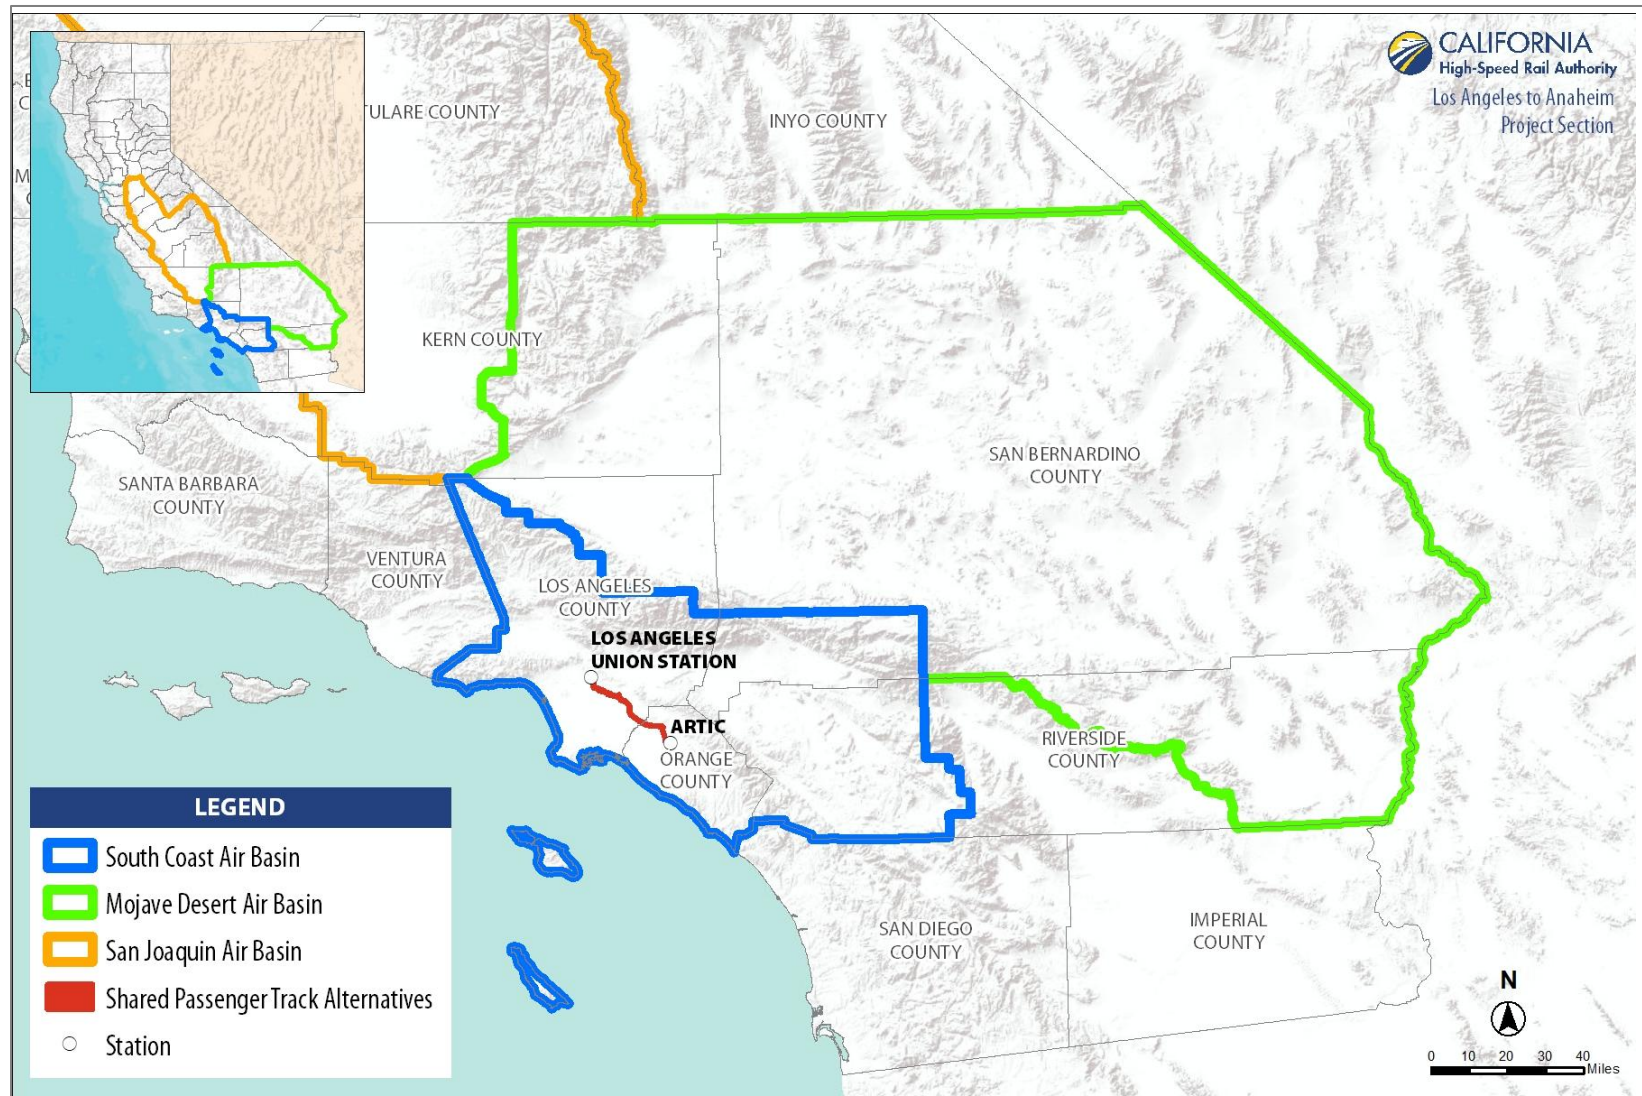 CALIFORNIA
High-Speed Rail Authority
Los Angeles to Anaheim
Project Section
TULARE COUNTY
INYO COUNTY
KERN COUNTY
SAN BERNARDINO
COUNTY
SANTA BARBARA
COUNTY
VENTURA
COUNTY
LOS ANGELES
COUNTY
LOS ANGELES
UNION STATION
ARTIC
ORANGE
COUNTY
RIVERSIDE
COUNTY
SAN DIEGO
COUNTY
IMPERIAL
COUNTY
LEGEND
South Coast Air Basin
Mojave Desert Air Basin
San Joaquin Air Basin
Shared Passenger Track Alternatives
Station
N
0 10 20 30 40
Miles